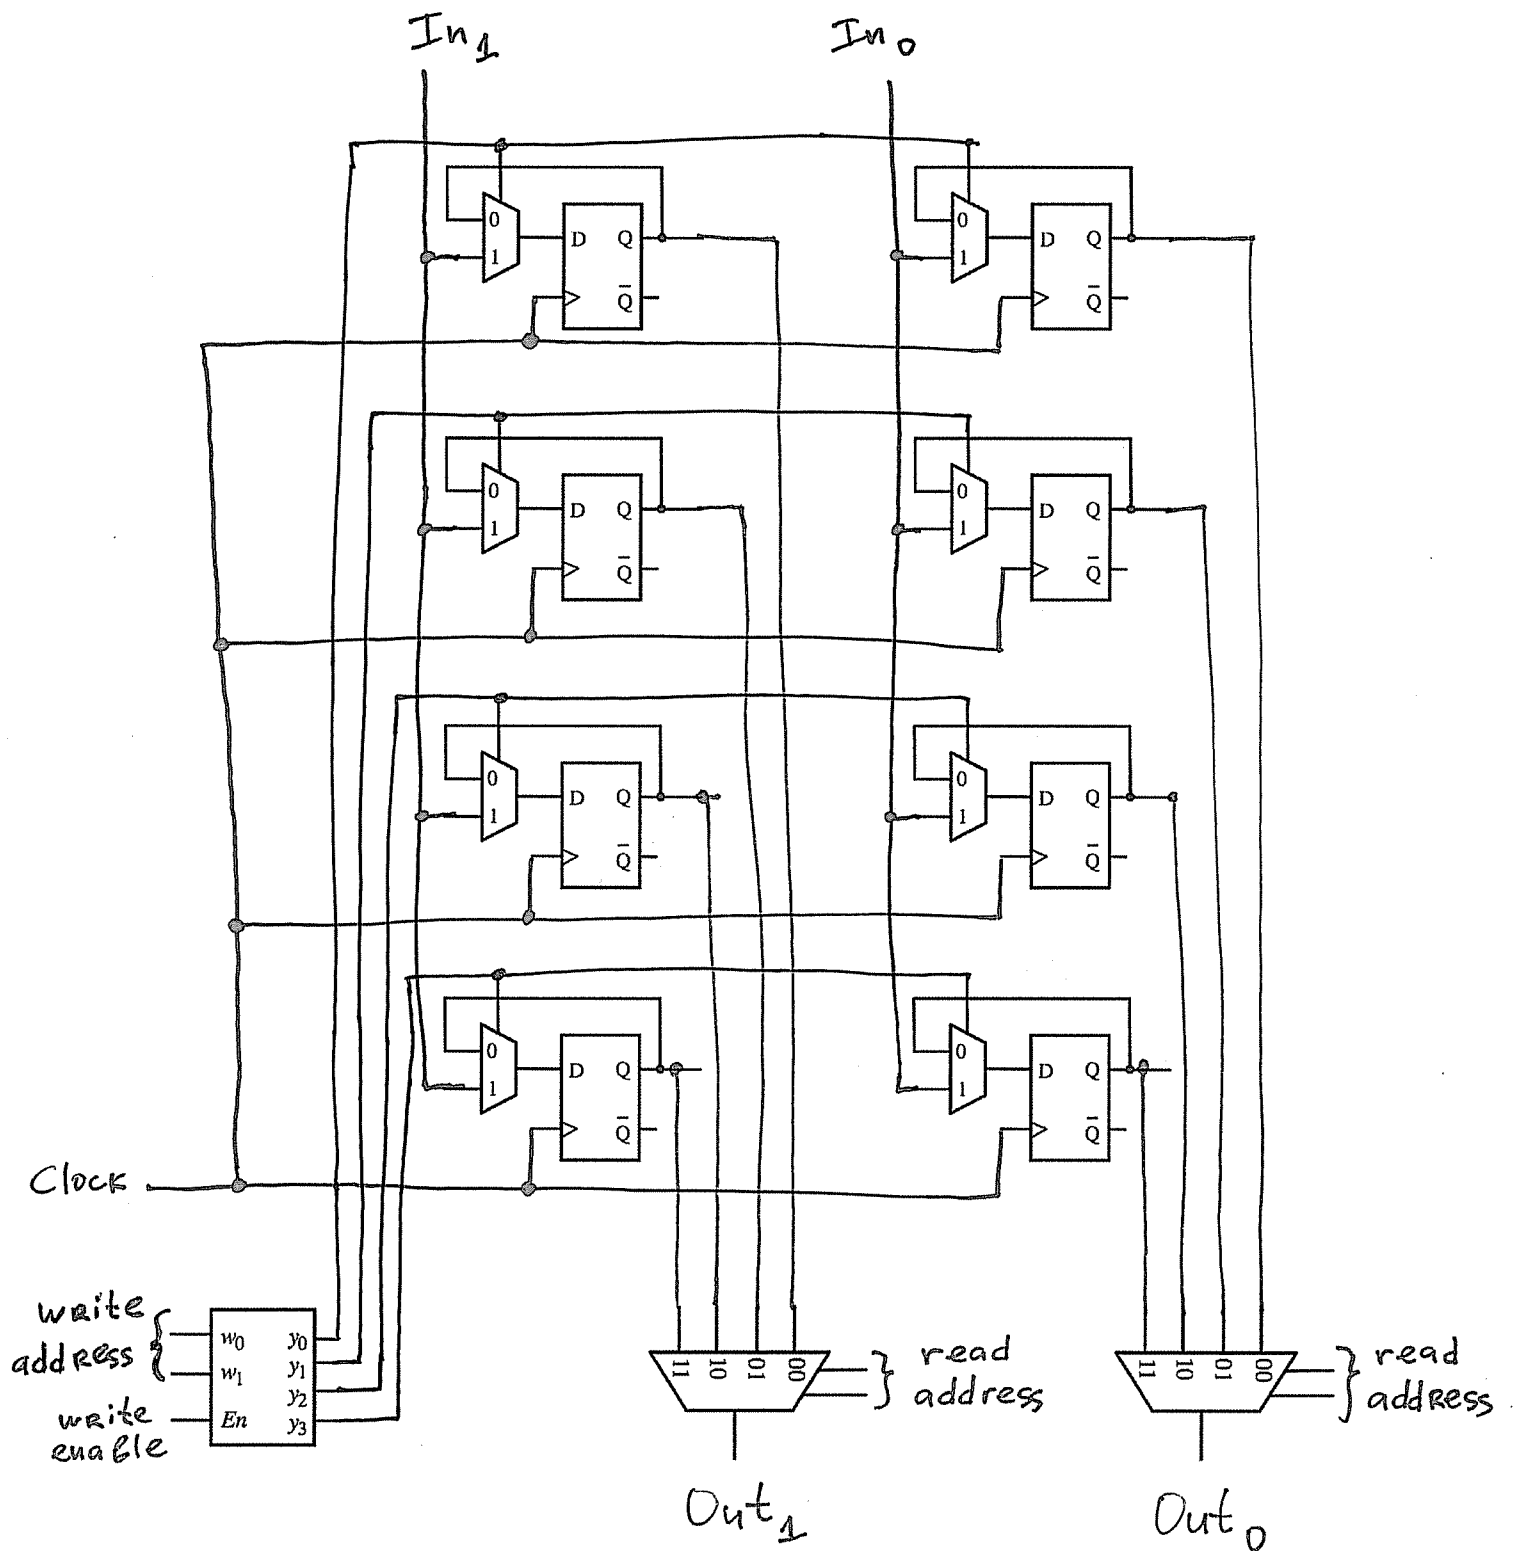 In1 In0
0 D Q 0 D Q
1 Q̅ 1 Q̅
0 D Q 0 D Q
1 Q̅ 1 Q̅
0 D Q 0 D Q
1 Q̅ 1 Q̅
0 D Q 0 D Q
1 Q̅ 1 Q̅
Clock
write
address
write
enable
w0 y0
w1 y1
y2
En y3
11 10 01 00
read
address
11 10 01 00
read
address
Out1 Out0